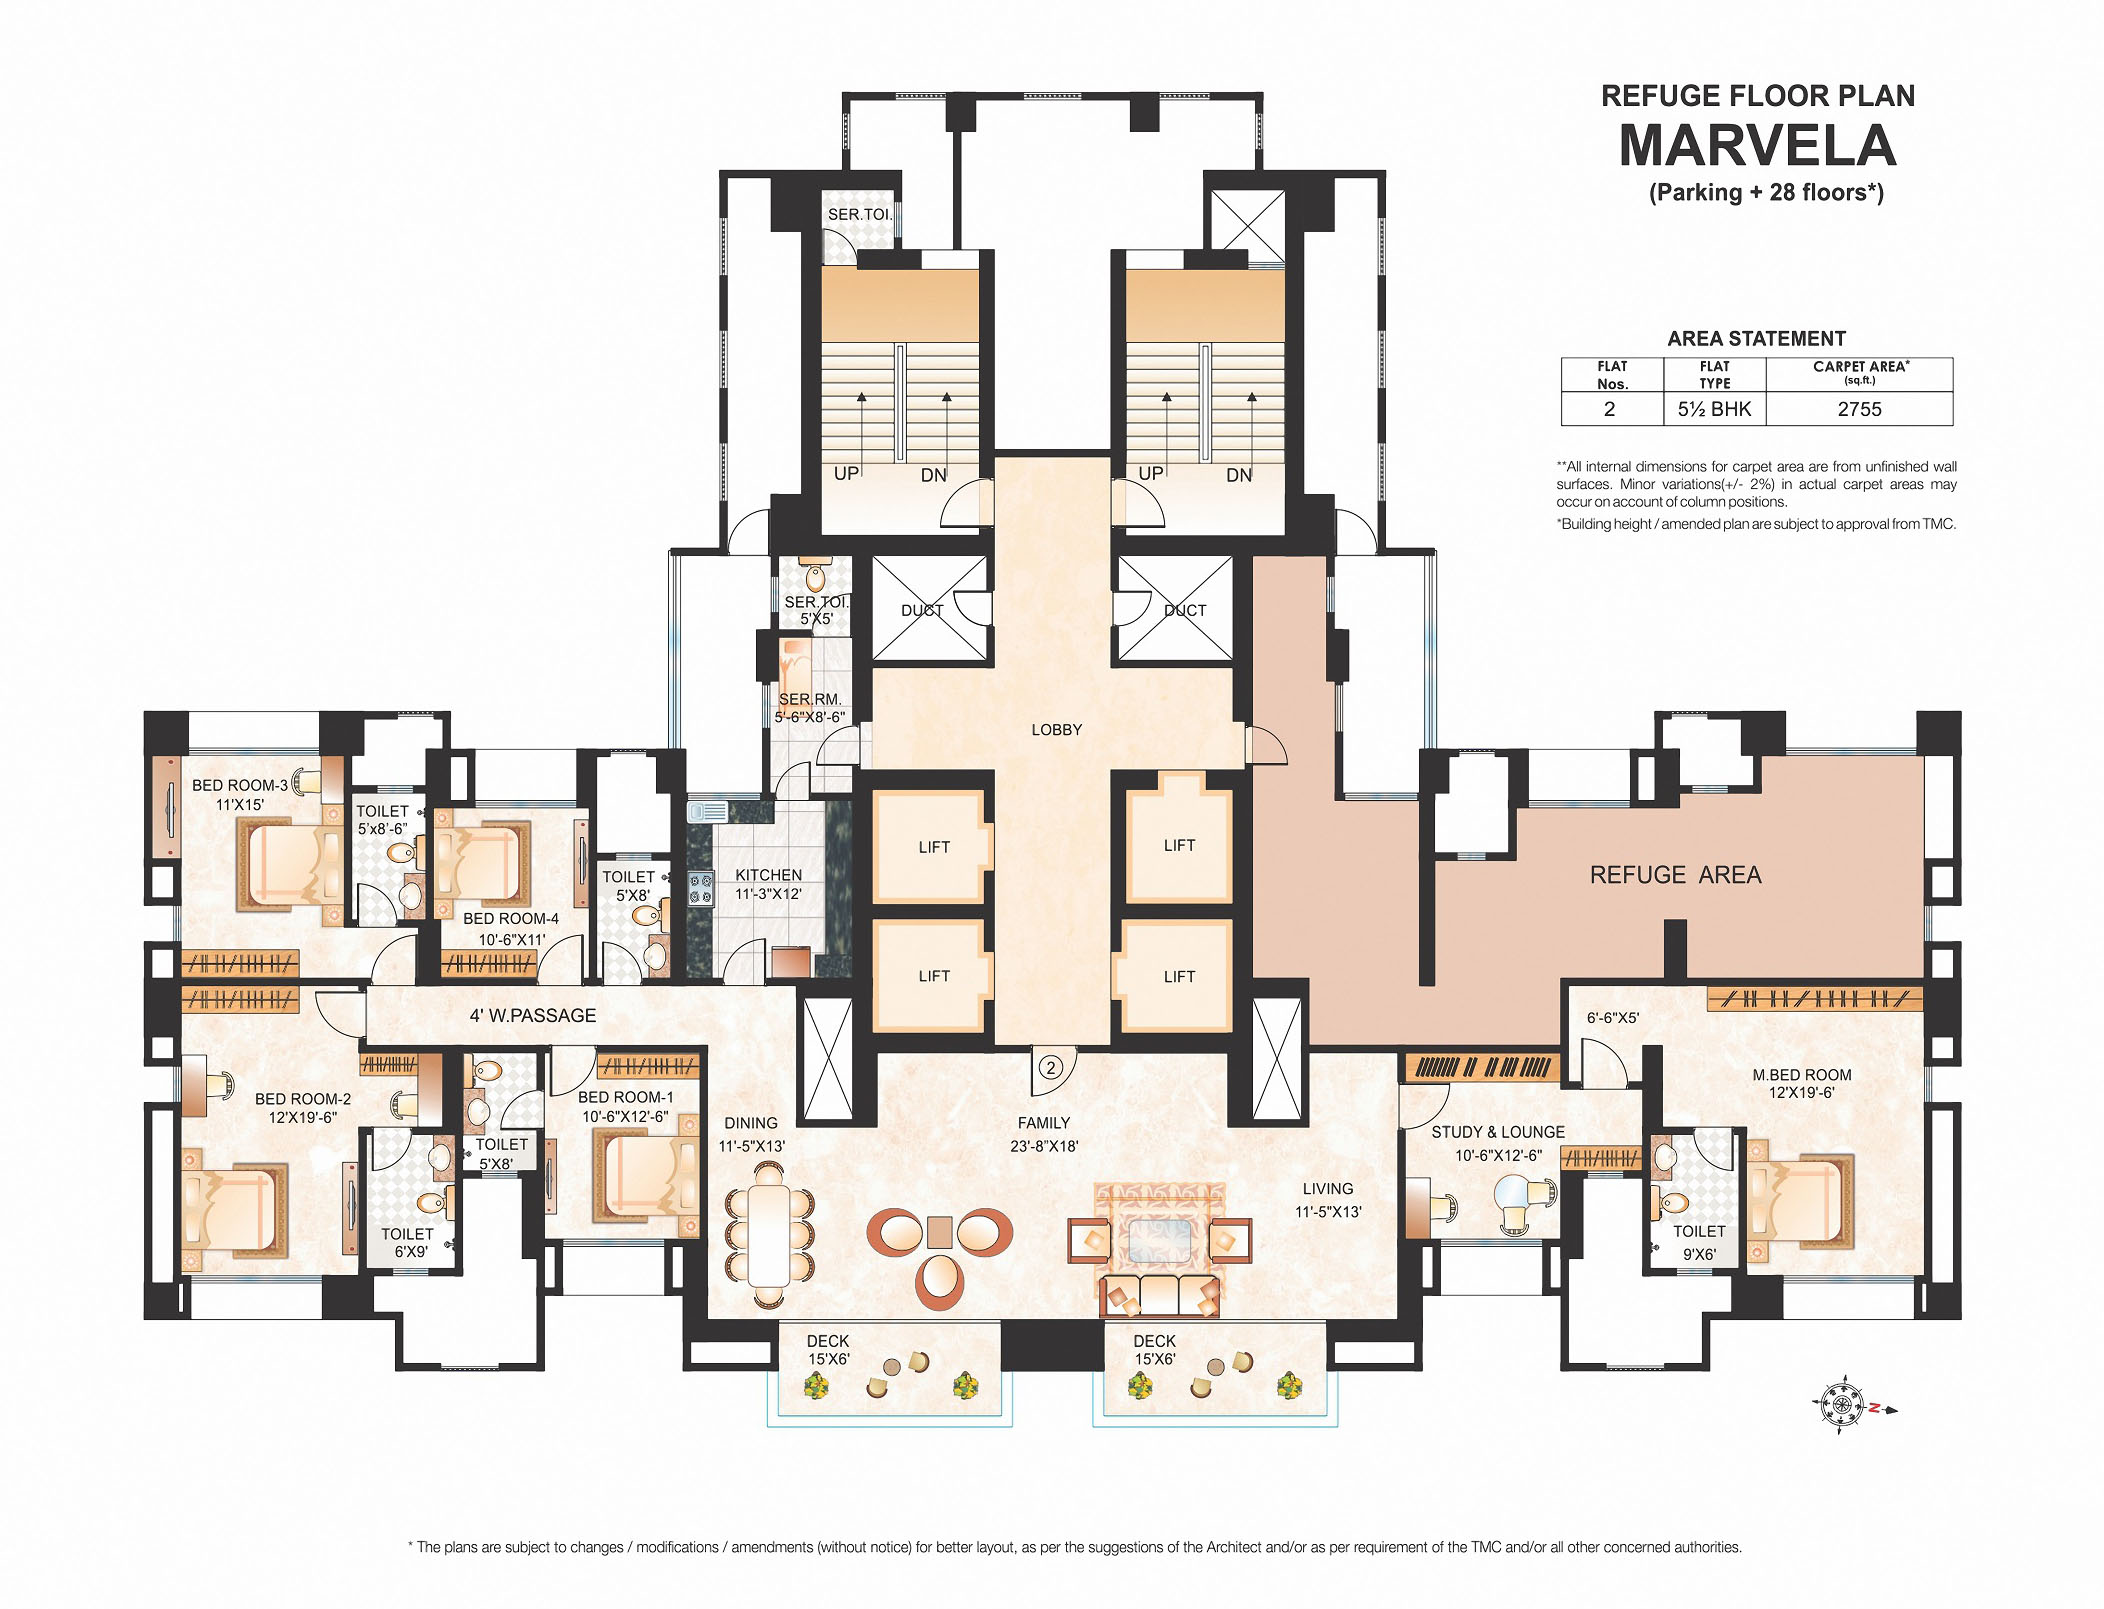 REFUGE FLOOR PLAN
MARVELA
(Parking + 28 floors*)
AREA STATEMENT
FLAT Nos.
FLAT TYPE
CARPET AREA* (sq.ft.)
2
5½ BHK
2755
**All internal dimensions for carpet area are from unfinished wall
surfaces. Minor variations(+/- 2%) in actual carpet areas may
occur on account of column positions.
*Building height / amended plan are subject to approval from TMC.
SER.TOI.
UP
DN
UP
DN
SER.TOI.
5'X5'
DUCT
DUCT
SER.RM.
5'-6"X8'-6"
LOBBY
BED ROOM-3
11'X15'
TOILET
5'x8'-6"
BED ROOM-4
10'-6"X11'
TOILET
5'X8'
KITCHEN
11'-3"X12'
LIFT
LIFT
LIFT
LIFT
REFUGE AREA
4' W.PASSAGE
6'-6"X5'
2
BED ROOM-2
12'X19'-6"
BED ROOM-1
10'-6"X12'-6"
TOILET
5'X8'
TOILET
6'X9'
DINING
11'-5"X13'
FAMILY
23'-8"X18'
LIVING
11'-5"X13'
STUDY & LOUNGE
10'-6"X12'-6"
M.BED ROOM
12'X19'-6'
TOILET
9'X6'
DECK
15'X6'
DECK
15'X6'
N
* The plans are subject to changes / modifications / amendments (without notice) for better layout, as per the suggestions of the Architect and/or as per requirement of the TMC and/or all other concerned authorities.